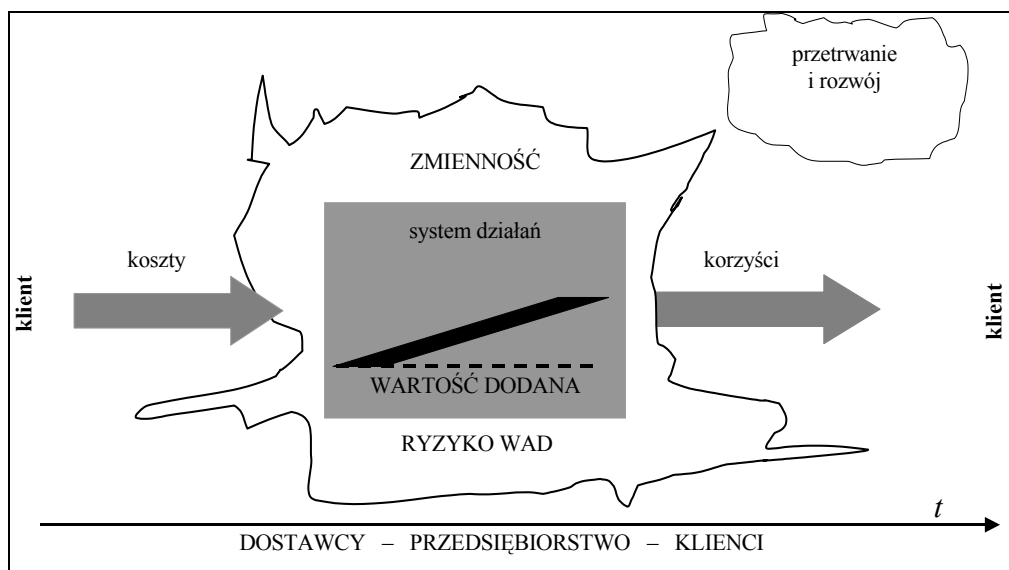 przetrwanie
i rozwój
ZMIENNOŚĆ
system działań
koszty
korzyści
klient
klient
WARTOŚĆ DODANA
RYZYKO WAD
t
DOSTAWCY – PRZEDSIĘBIORSTWO – KLIENCI